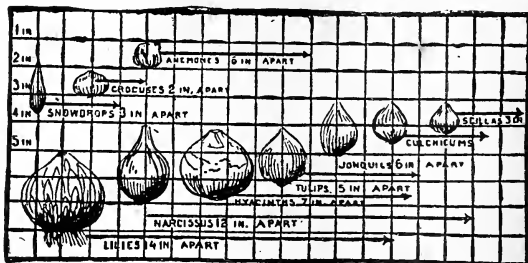 1 IN
2 IN
ANEMONES 6 IN APART
3 IN
CROCUSES 2 IN, APART
4 IN
SNOWDROPS 3 IN APART
SCILLAS 3 IN
CULCHICUMS
5 IN
JONQUILS 6 IN APART
TULIPS. 5 IN APART
HYACINTHS 7 IN. APART
NARCISSUS 12 IN. APART
LILIES 14 IN APART